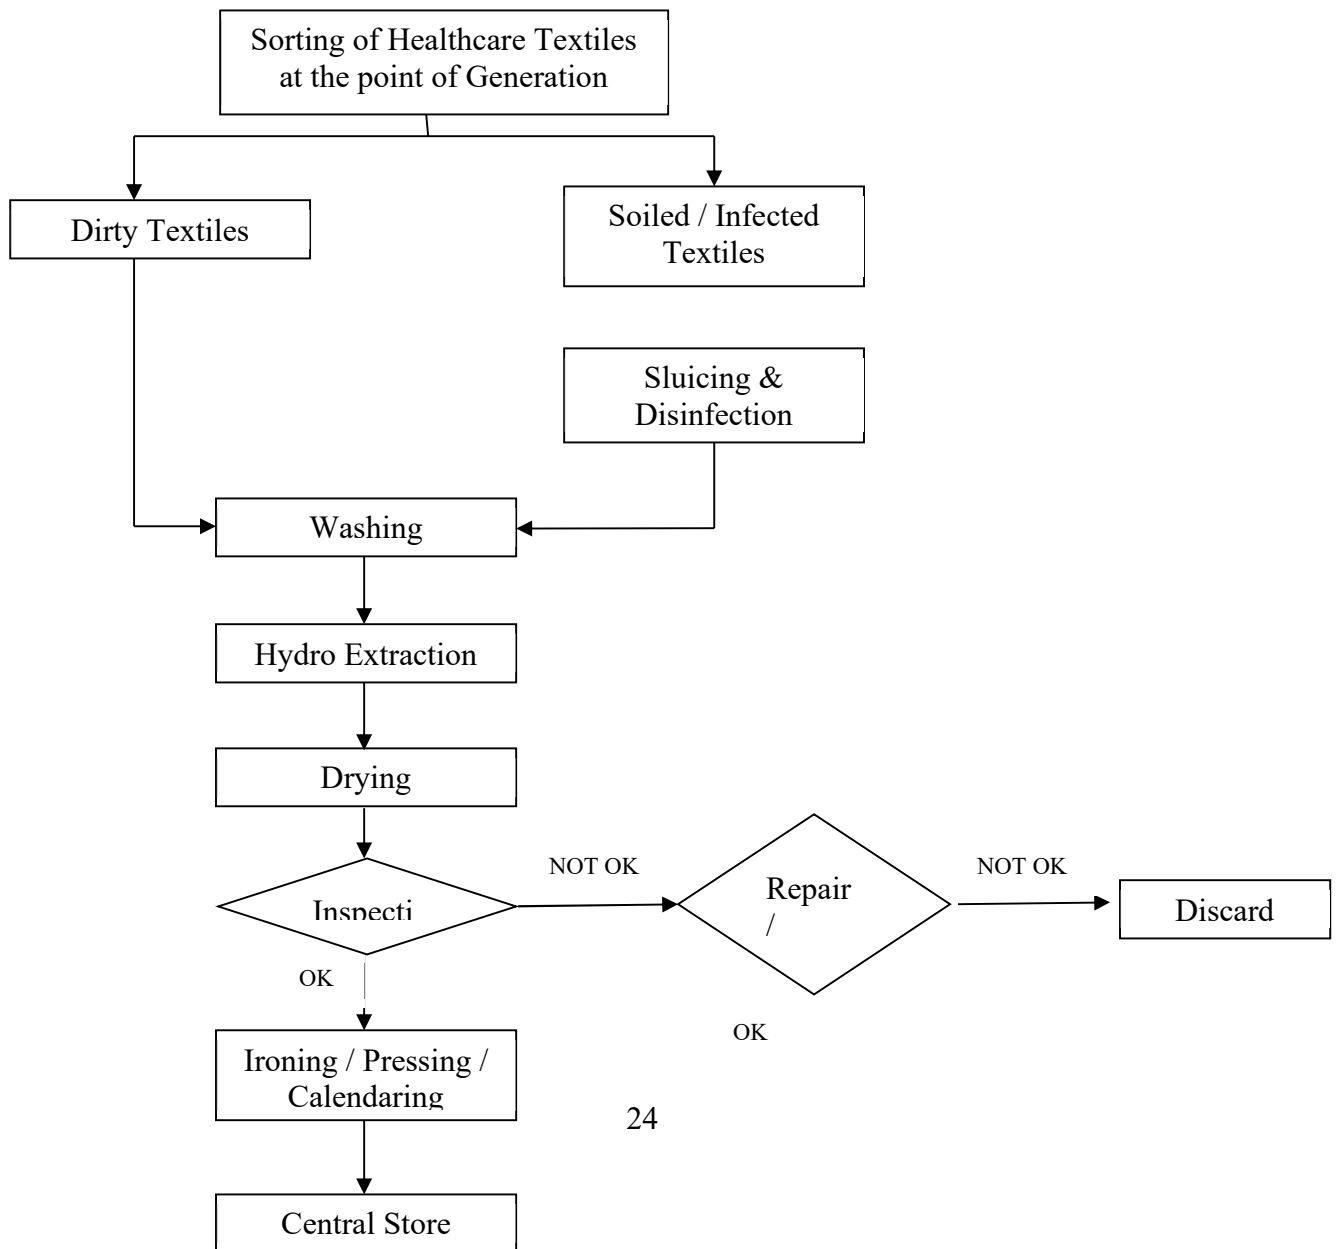 Sorting of Healthcare Textiles
at the point of Generation
Dirty Textiles
Soiled / Infected
Textiles
Sluicing &
Disinfection
Washing
Hydro Extraction
Drying
Inspecti
NOT OK
Repair
/
NOT OK
Discard
OK
OK
Ironing / Pressing /
Calendaring
24
Central Store